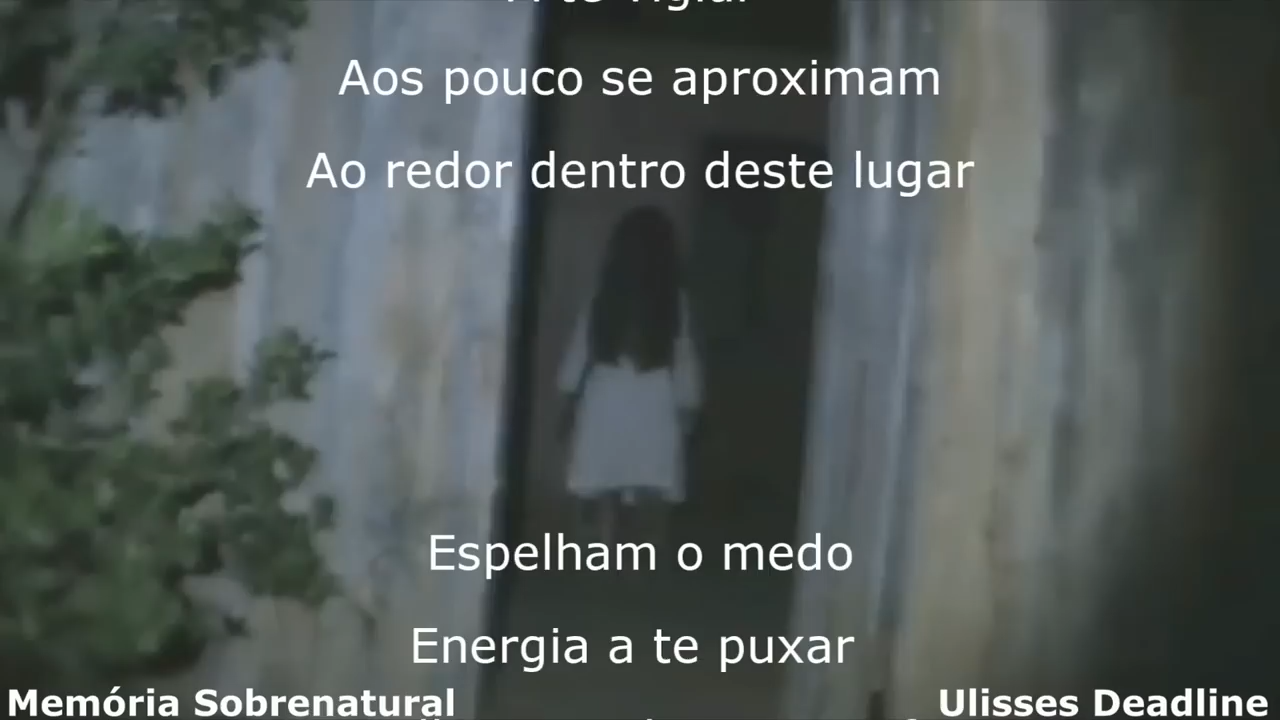 Aos pouco se aproximam
Ao redor dentro deste lugar
Espelham o medo
Energia a te puxar
Memória Sobrenatural
Ulisses Deadline